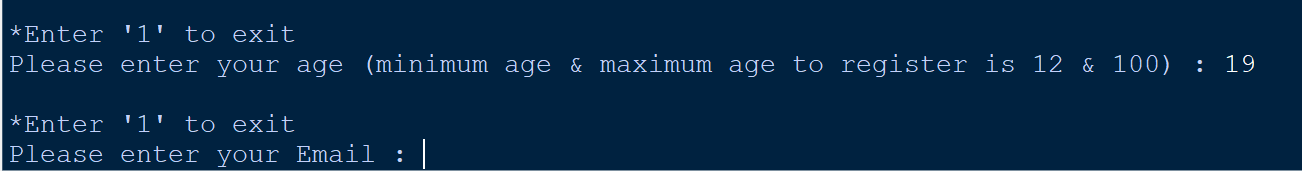 *Enter '1' to exit
Please enter your age (minimum age & maximum age to register is 12 & 100) : 19
*Enter '1' to exit
Please enter your Email :